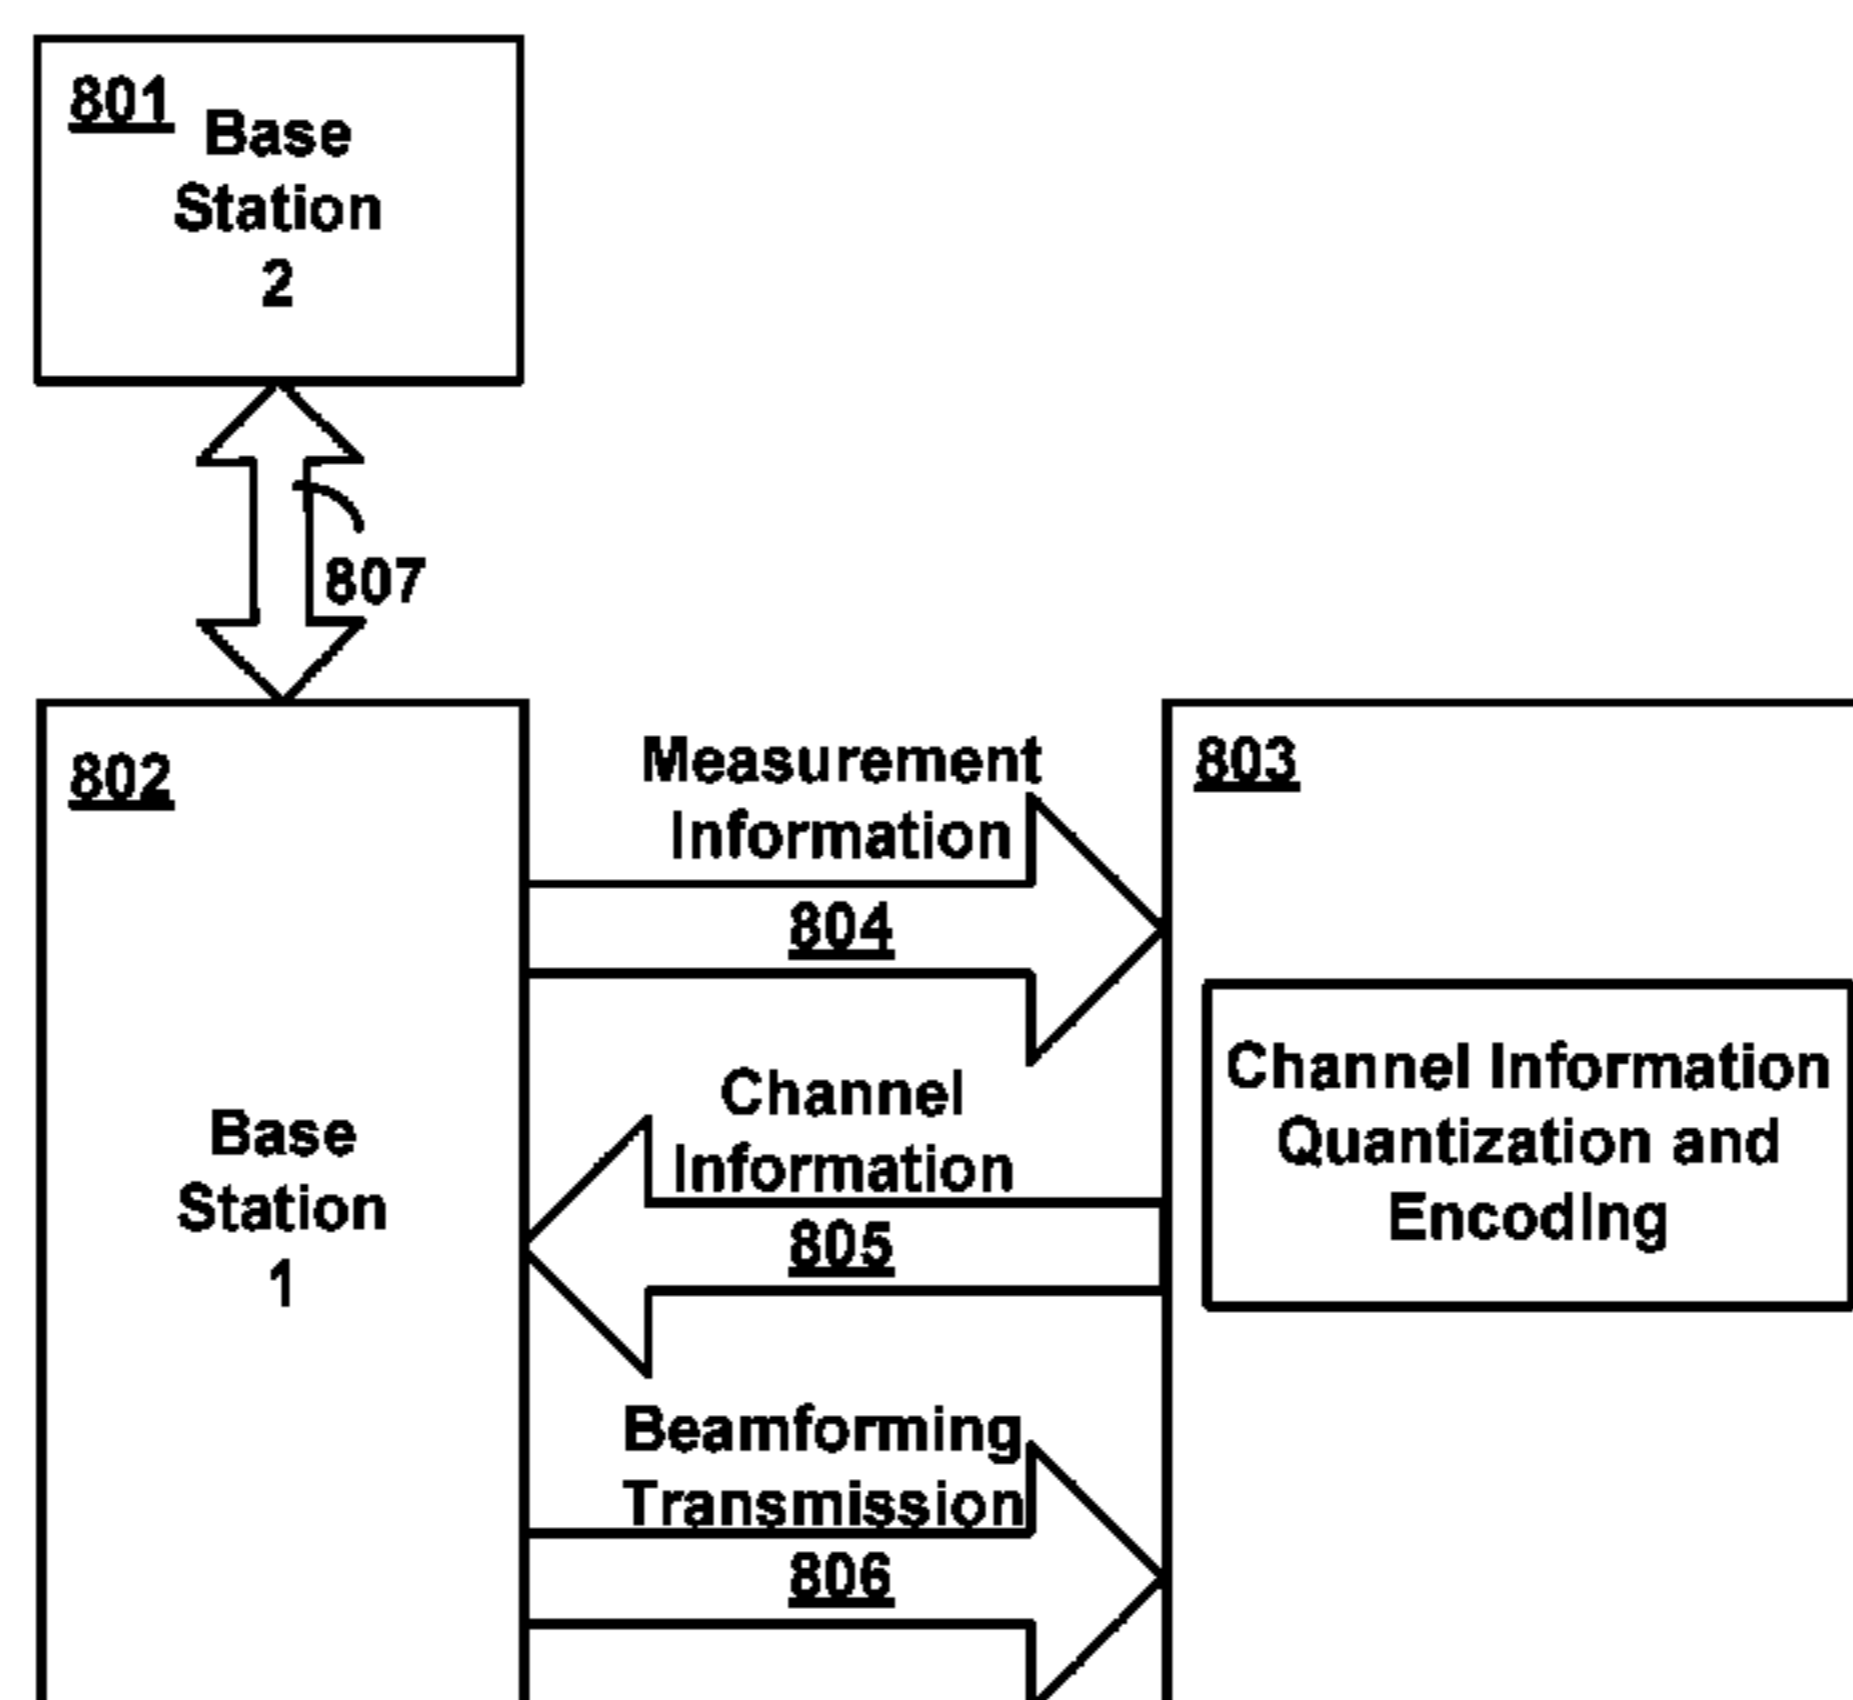 801
Base
Station
2
807
802
Base
Station
1
Measurement
Information
804
Channel
Information
805
Beamforming
Transmission
806
803
Channel Information
Quantization and
Encoding